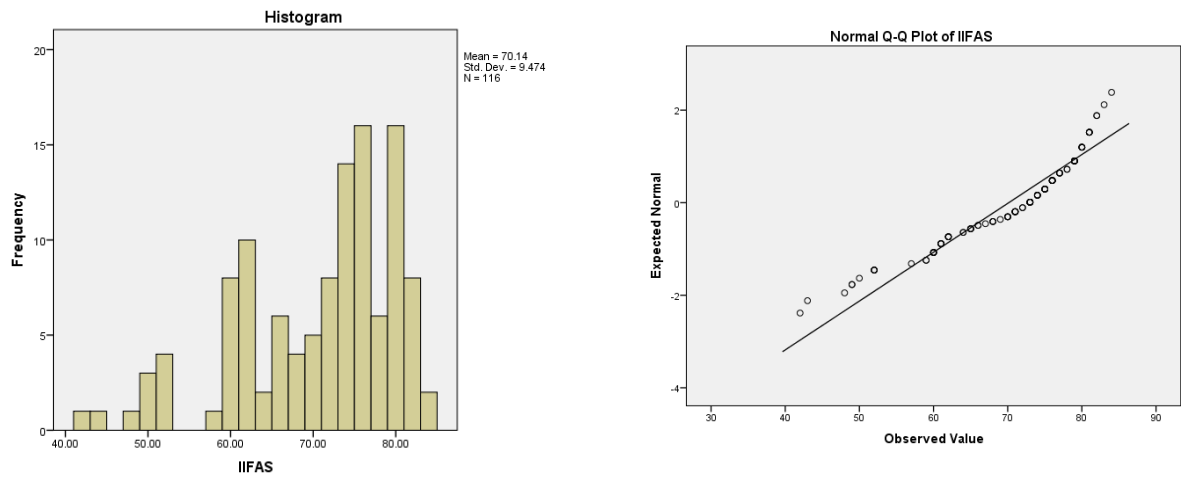 Histogram
Mean = 70.14
Std. Dev. = 9.474
N = 116
20
15
10
5
0
Frequency
40.00 50.00 60.00 70.00 80.00
IIFAS
Normal Q-Q Plot of IIFAS
2
0
-2
-4
Expected Normal
30 40 50 60 70 80 90
Observed Value